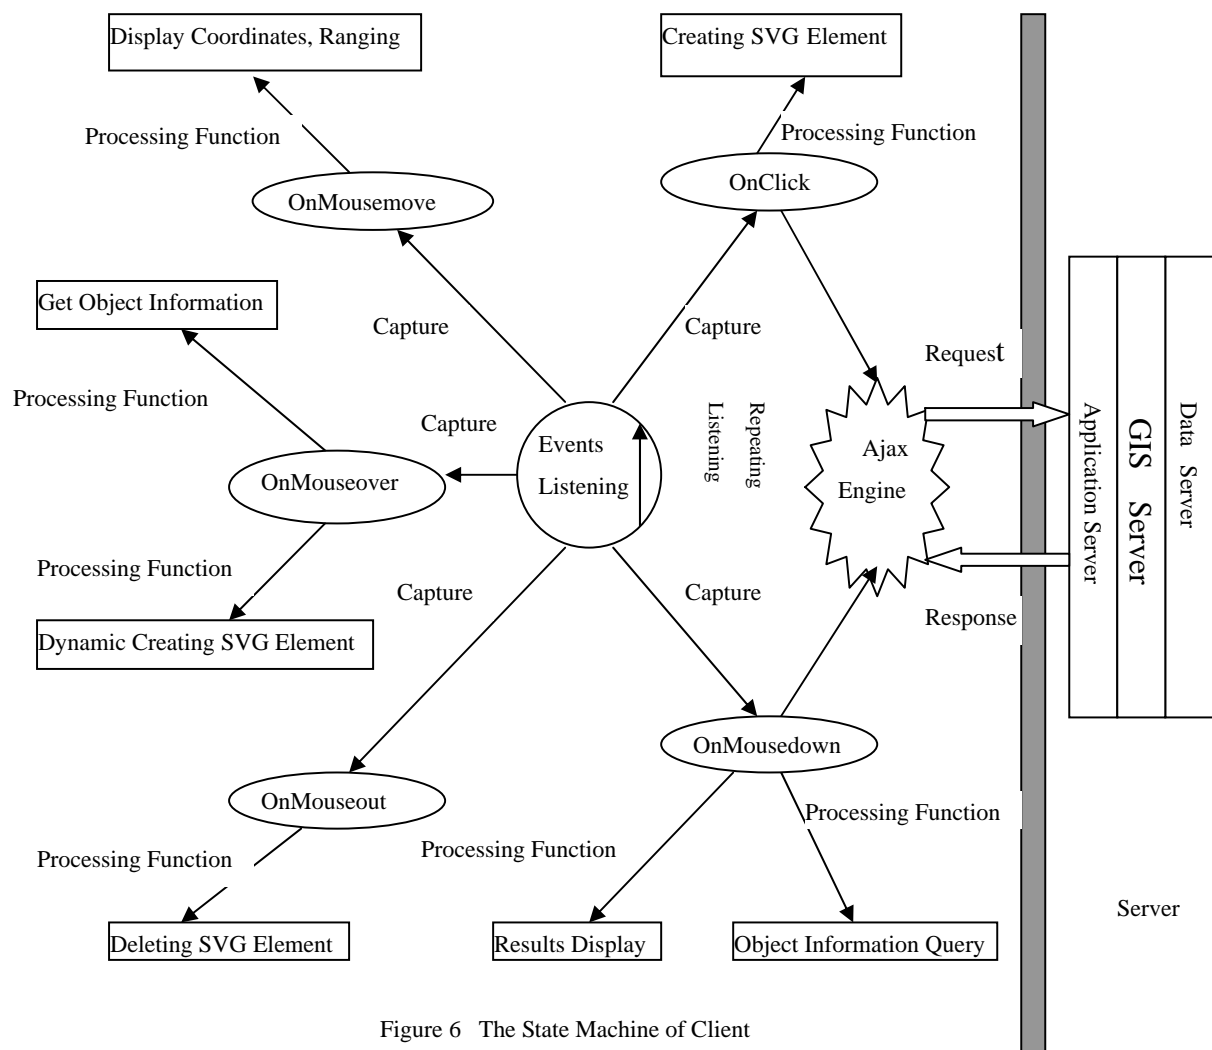 Display Coordinates, Ranging
Creating SVG Element
Processing Function
Processing Function
OnMousemove
OnClick
Get Object Information
Capture
Capture
Request
Processing Function
Capture
Events
Listening
Repeating
Listening
Ajax
Engine
Application Server
GIS Server
Data Server
OnMouseover
Processing Function
Capture
Capture
Response
Dynamic Creating SVG Element
OnMousedown
OnMouseout
Processing Function
Processing Function
Processing Function
Server
Deleting SVG Element
Results Display
Object Information Query
Figure 6 The State Machine of Client